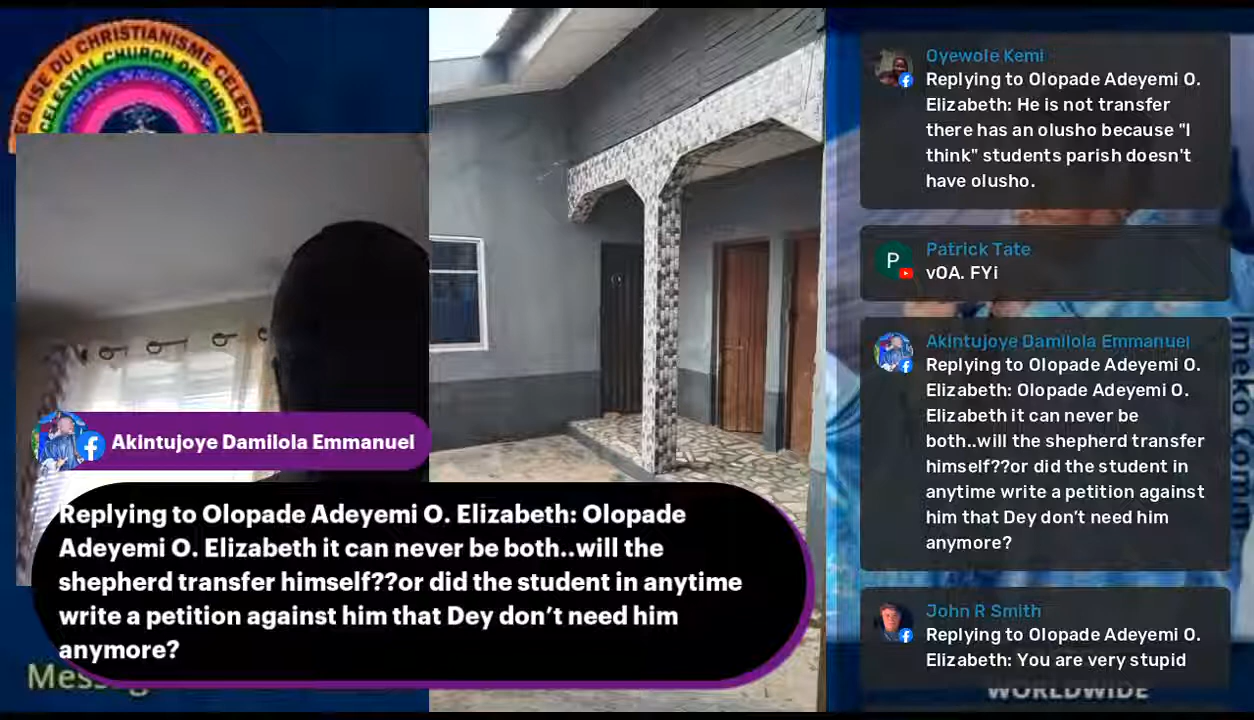 EGLISE DU CHRISTIANISME CELESTE
CELESTIAL CHURCH OF CHRIST
Akintujoye Damilola Emmanuel
Replying to Olopade Adeyemi O. Elizabeth: Olopade
Adeyemi O. Elizabeth it can never be both..will the
shepherd transfer himself??or did the student in anytime
write a petition against him that Dey don’t need him
anymore?
Oyewole Kemi
Replying to Olopade Adeyemi O.
Elizabeth: He is not transfer
there has an olusho because "I
think" students parish doesn't
have olusho.
P
Patrick Tate
vOA. FYi
Akintujoye Damilola Emmanuel
Replying to Olopade Adeyemi O.
Elizabeth: Olopade Adeyemi O.
Elizabeth it can never be
both..will the shepherd transfer
himself??or did the student in
anytime write a petition against
him that Dey don’t need him
anymore?
John R Smith
Replying to Olopade Adeyemi O.
Elizabeth: You are very stupid
WORLDWIDE